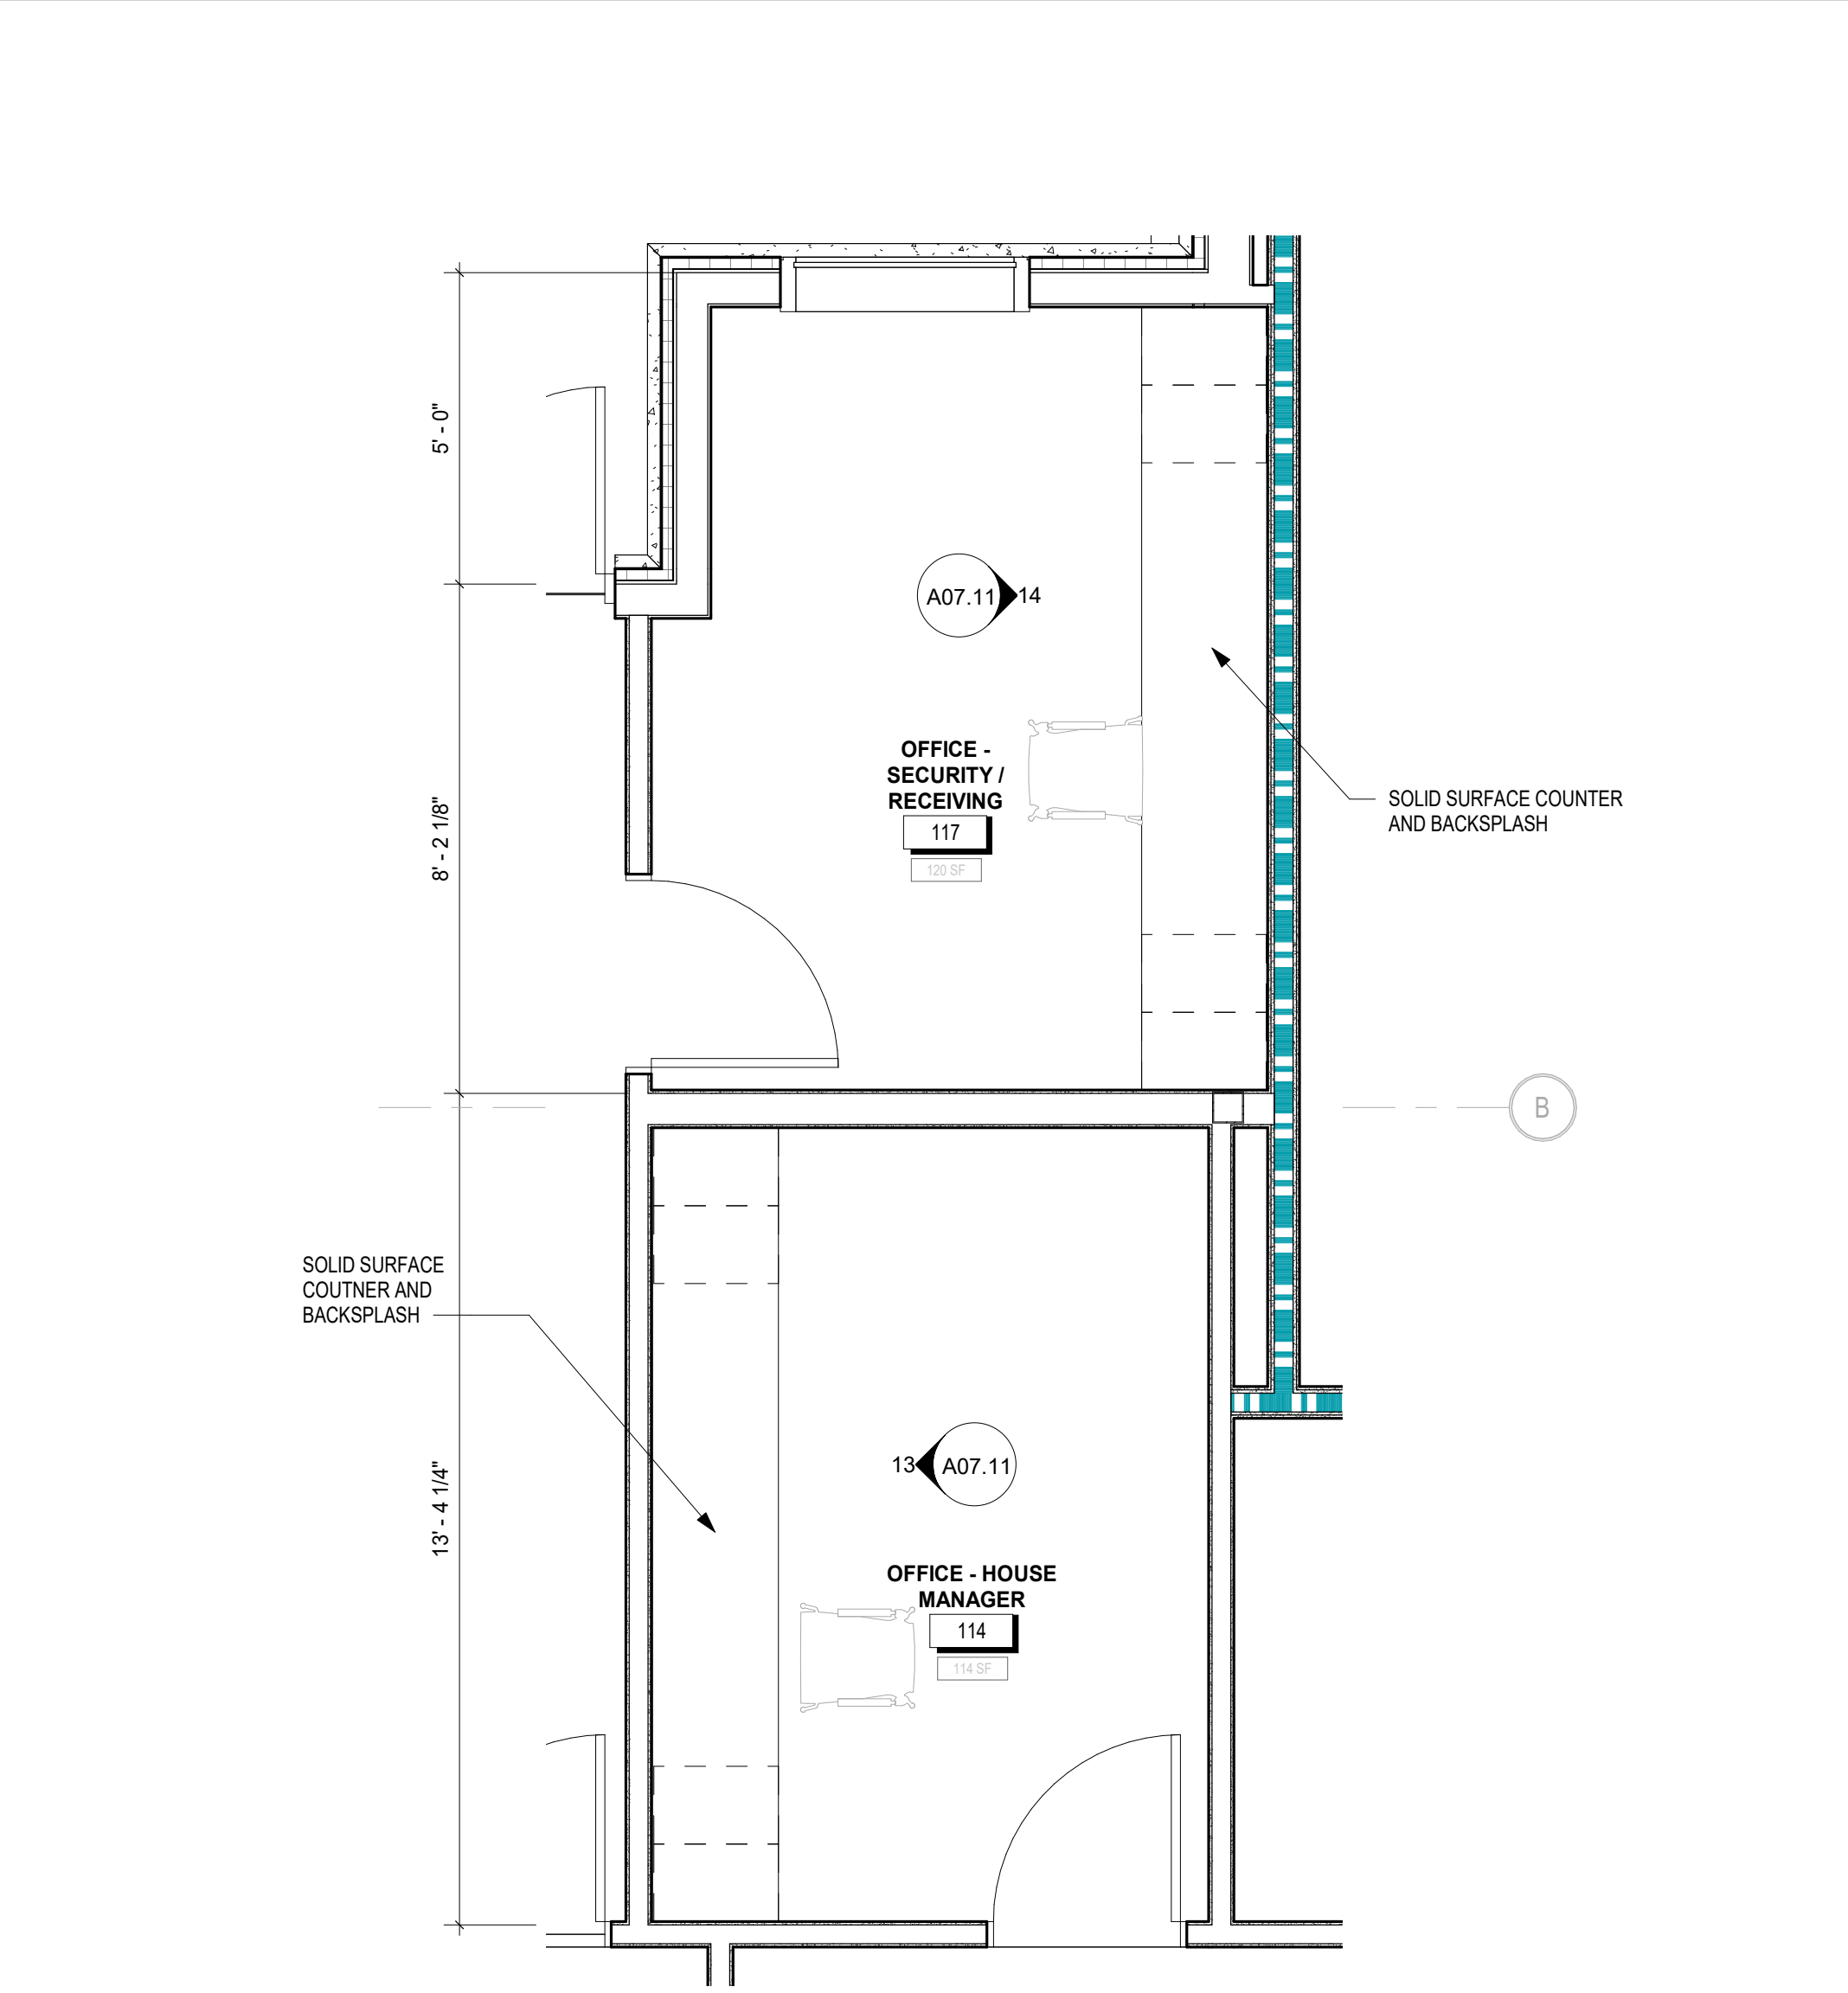 5' - 0"
A07.11
14
8' - 2 1/8"
OFFICE -
SECURITY /
RECEIVING
117
120 SF
SOLID SURFACE COUNTER
AND BACKSPLASH
B
SOLID SURFACE
COUTNER AND
BACKSPLASH
13' - 4 1/4"
13
A07.11
OFFICE - HOUSE
MANAGER
114
114 SF